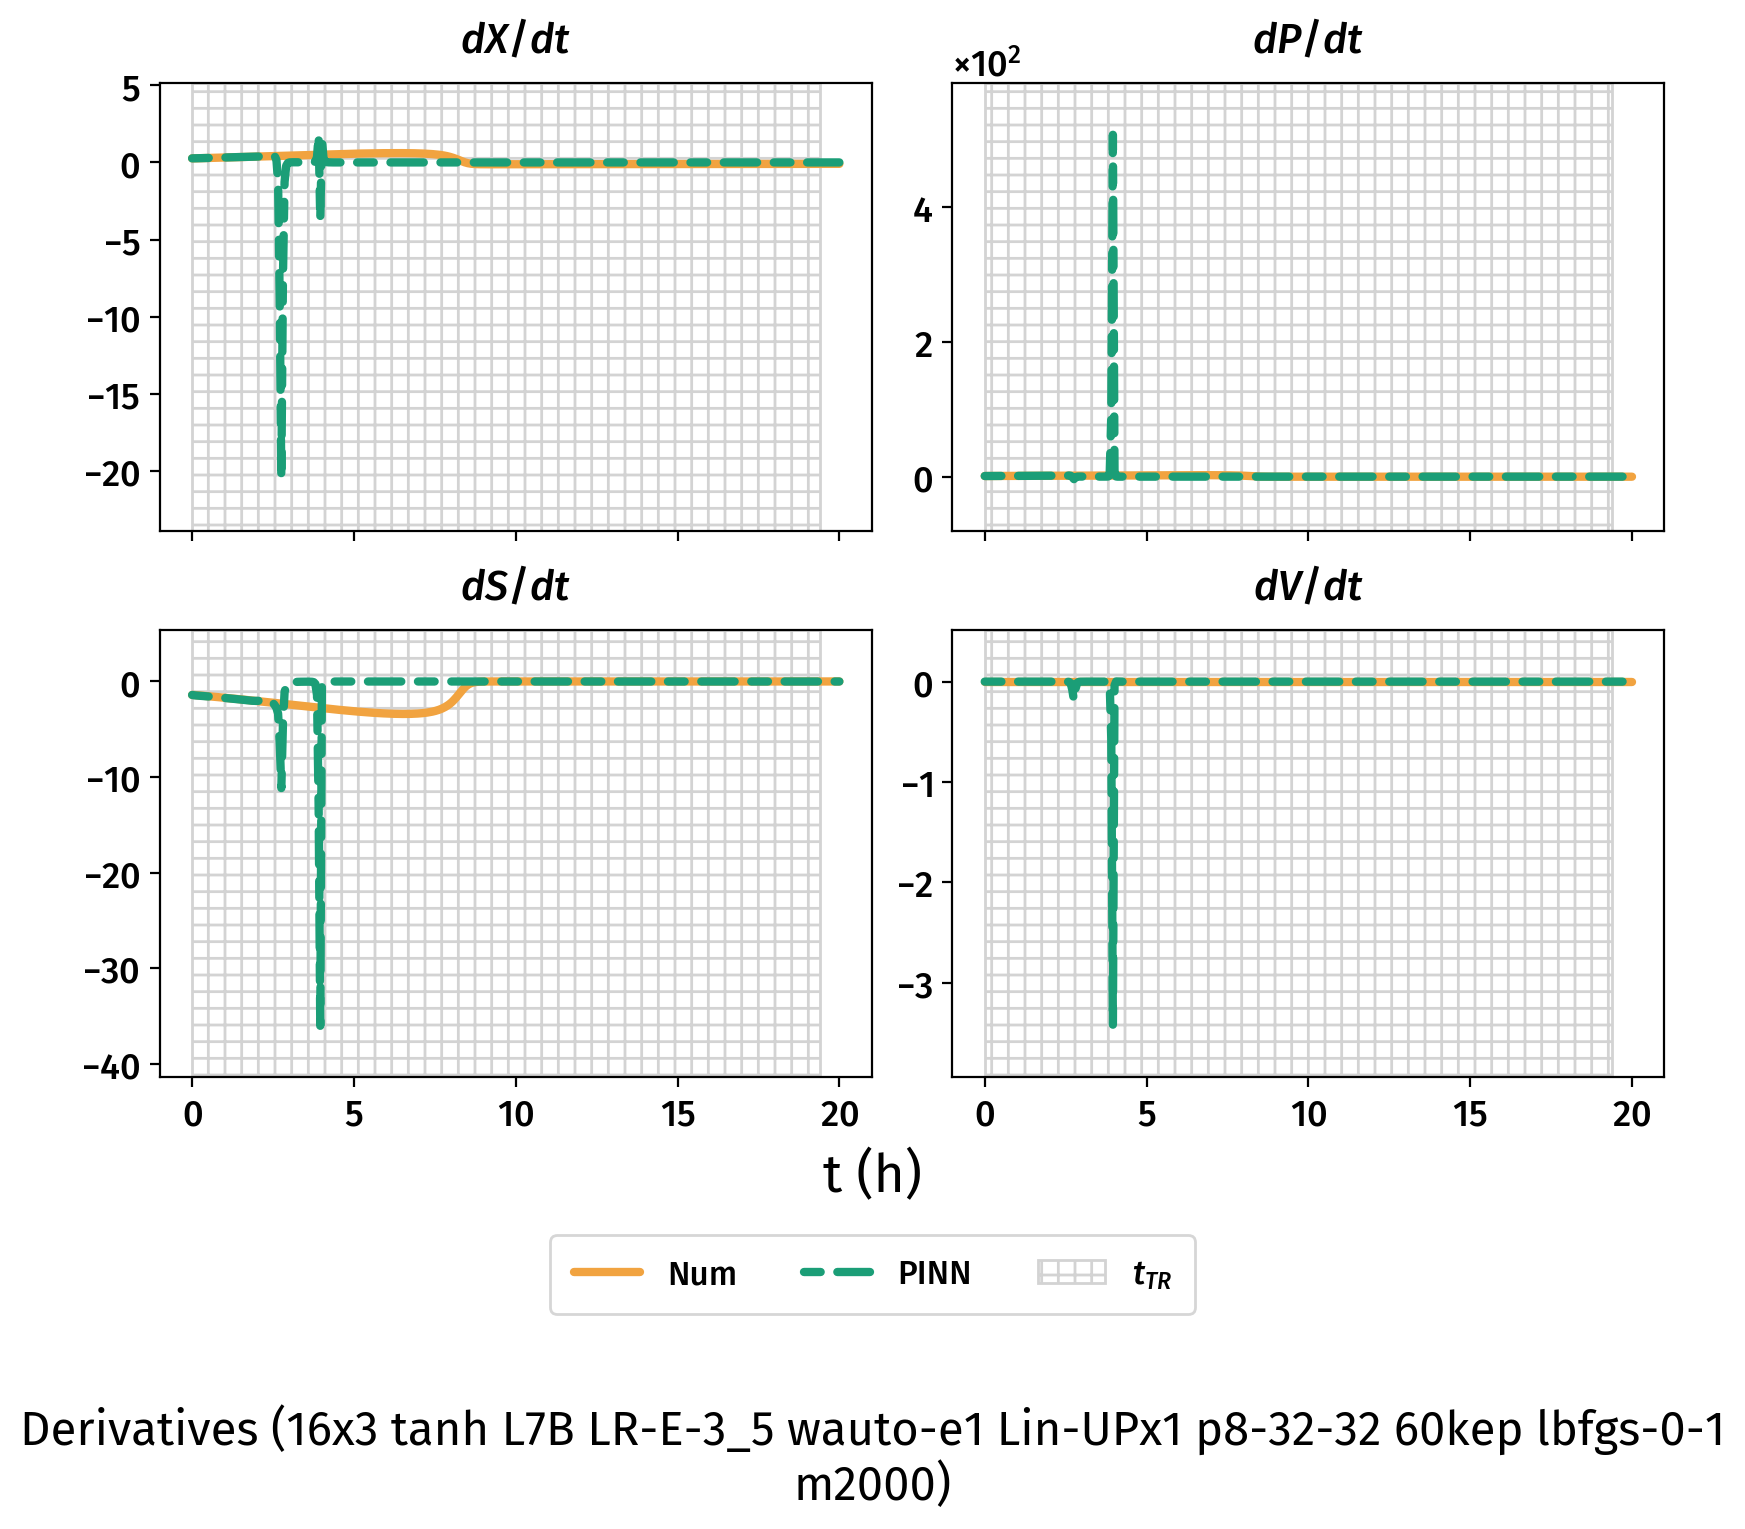 dX/dt
5
0
−5
−10
−15
−20
dP/dt
×10²
4
2
0
dS/dt
0
−10
−20
−30
−40
0 5 10 15 20
dV/dt
0
−1
−2
−3
0 5 10 15 20
t (h)
Num PINN t_TR
Derivatives (16x3 tanh L7B LR-E-3_5 wauto-e1 Lin-UPx1 p8-32-32 60kep lbfgs-0-1
m2000)